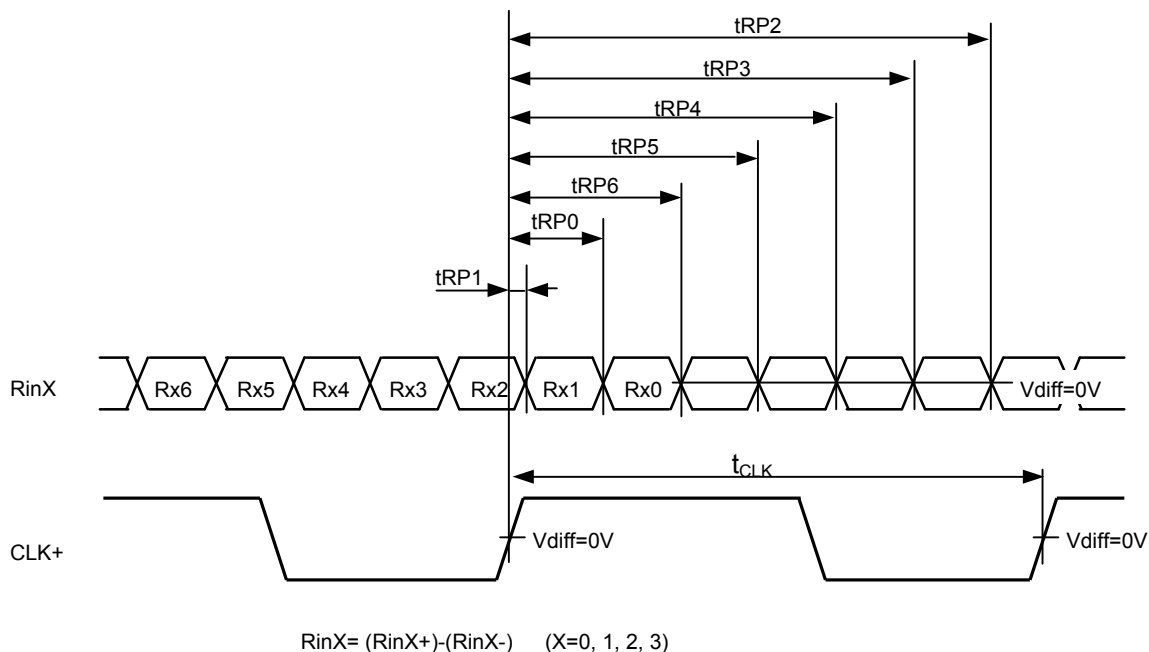 tRP2
tRP3
tRP4
tRP5
tRP6
tRP0
tRP1
RinX Rx6 Rx5 Rx4 Rx3 Rx2 Rx1 Rx0 Vdiff=0V
tCLK
CLK+ Vdiff=0V Vdiff=0V
RinX= (RinX+)-(RinX-) (X=0, 1, 2, 3)